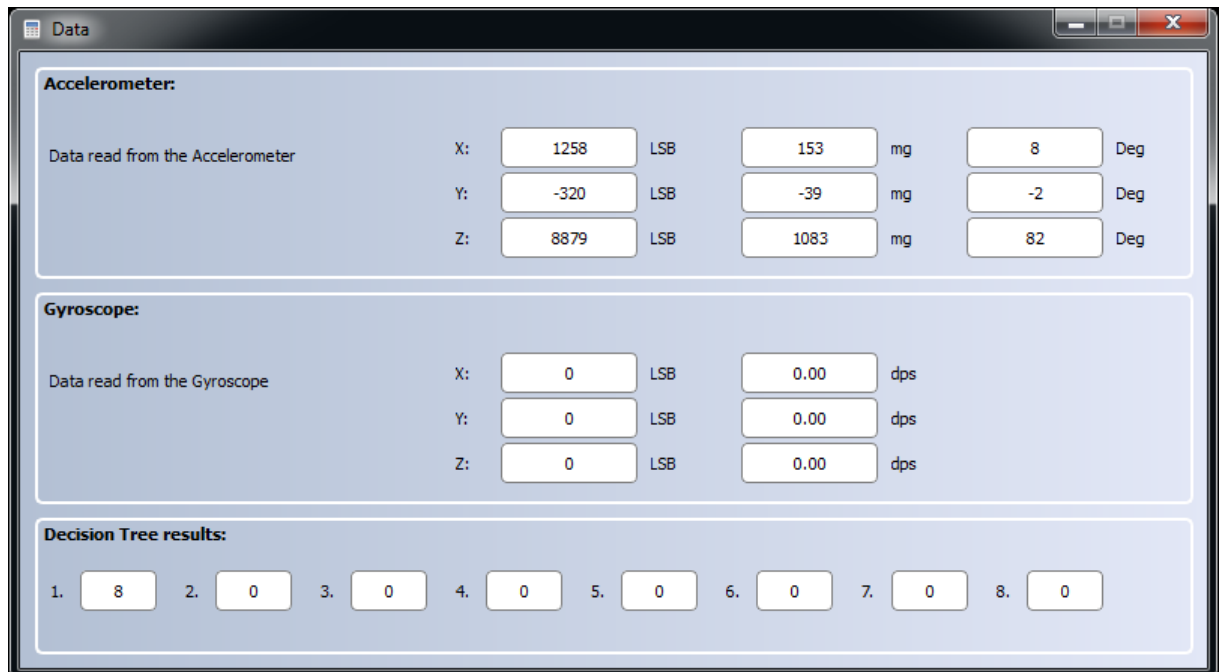 Data
Accelerometer:
Data read from the Accelerometer
X: 1258 LSB 153 mg 8 Deg
Y: -320 LSB -39 mg -2 Deg
Z: 8879 LSB 1083 mg 82 Deg
Gyroscope:
Data read from the Gyroscope
X: 0 LSB 0.00 dps
Y: 0 LSB 0.00 dps
Z: 0 LSB 0.00 dps
Decision Tree results:
1. 8 2. 0 3. 0 4. 0 5. 0 6. 0 7. 0 8. 0